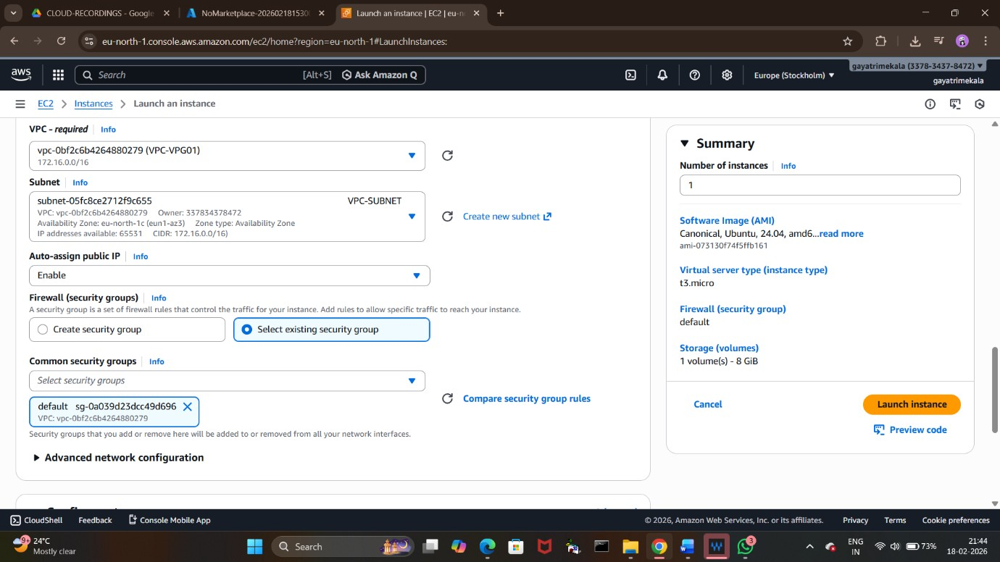 CLOUD-RECORDINGS - Google
NoMarketplace-202602181530
Launch an instance | EC2 | eu-n
eu-north-1.console.aws.amazon.com/ec2/home?region=eu-north-1#LaunchInstances:
aws
Search [Alt+S] Ask Amazon Q
Europe (Stockholm)
gayatrimekala (3378-3437-8472)
gayatrimekala
EC2 Instances Launch an instance
VPC - required Info
vpc-0bf2c6b4264880279 (VPC-VPG01)
172.16.0.0/16
Subnet Info
subnet-05fc8ce2712f9c655 VPC-SUBNET
VPC: vpc-0bf2c6b4264880279 Owner: 337834378472
Availability Zone: eu-north-1c (eun1-az3) Zone type: Availability Zone
IP addresses available: 65531 CIDR: 172.16.0.0/16)
Create new subnet
Auto-assign public IP Info
Enable
Firewall (security groups) Info
A security group is a set of firewall rules that control the traffic for your instance. Add rules to allow specific traffic to reach your instance.
Create security group
Select existing security group
Common security groups Info
Select security groups
default sg-0a039d23dcc49d696
VPC: vpc-0bf2c6b4264880279
Compare security group rules
Security groups that you add or remove here will be added to or removed from all your network interfaces.
Advanced network configuration
Summary
Number of instances Info
1
Software Image (AMI)
Canonical, Ubuntu, 24.04, amd6...read more
ami-073130f74f5ffb161
Virtual server type (instance type)
t3.micro
Firewall (security group)
default
Storage (volumes)
1 volume(s) - 8 GiB
Cancel
Launch instance
Preview code
CloudShell Feedback Console Mobile App
© 2026, Amazon Web Services, Inc. or its affiliates. Privacy Terms Cookie preferences
9+
24°C
Mostly clear
Search
3
ENG
IN
73%
21:44
18-02-2026